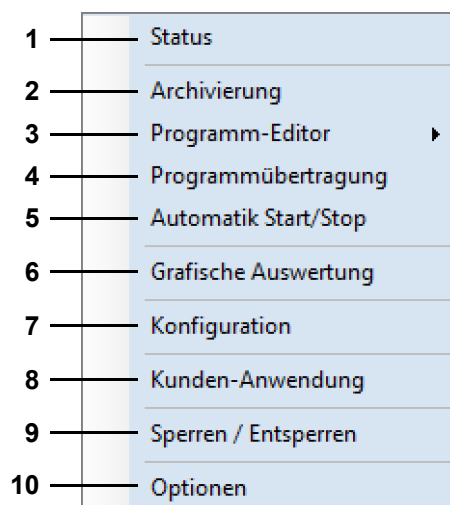 1 Status
2 Archivierung
3 Programm-Editor
4 Programmübertragung
5 Automatik Start/Stop
6 Grafische Auswertung
7 Konfiguration
8 Kunden-Anwendung
9 Sperren / Entsperren
10 Optionen